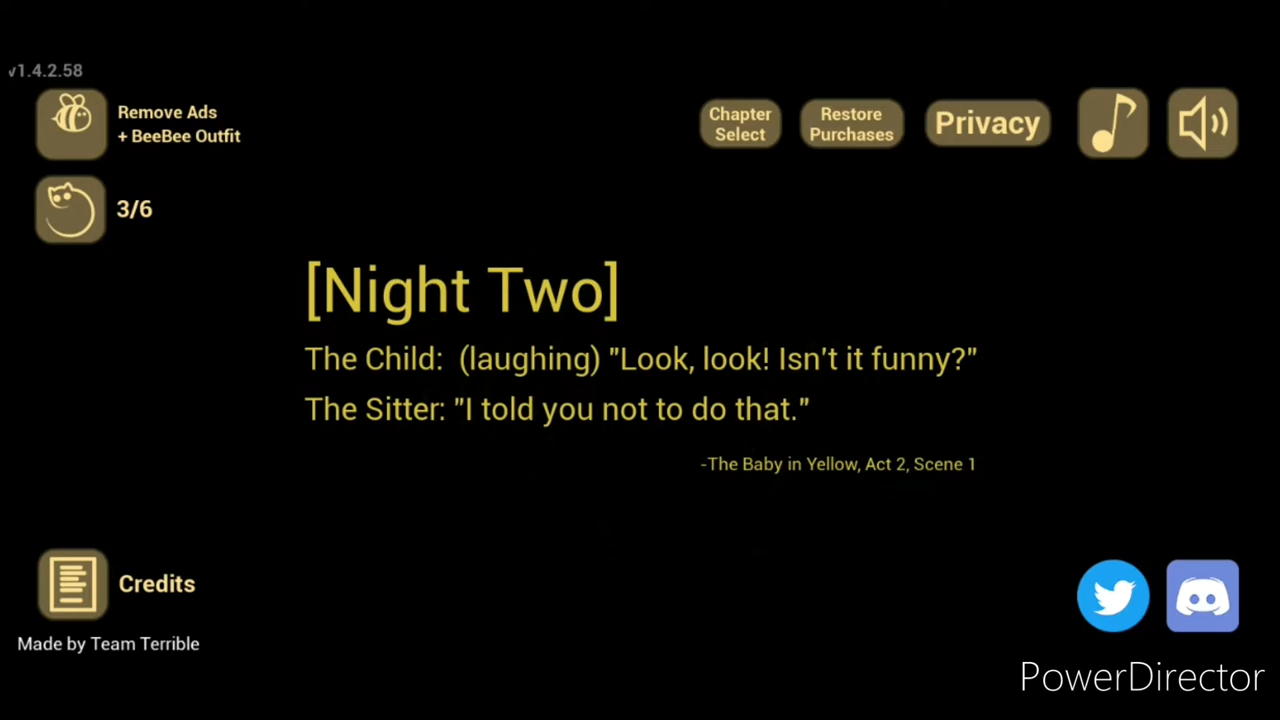 v1.4.2.58
Remove Ads
+ BeeBee Outfit
Chapter
Select
Restore
Purchases
Privacy
3/6
[Night Two]
The Child:  (laughing) "Look, look! Isn't it funny?"
The Sitter: "I told you not to do that."
-The Baby in Yellow, Act 2, Scene 1
Credits
Made by Team Terrible
PowerDirector